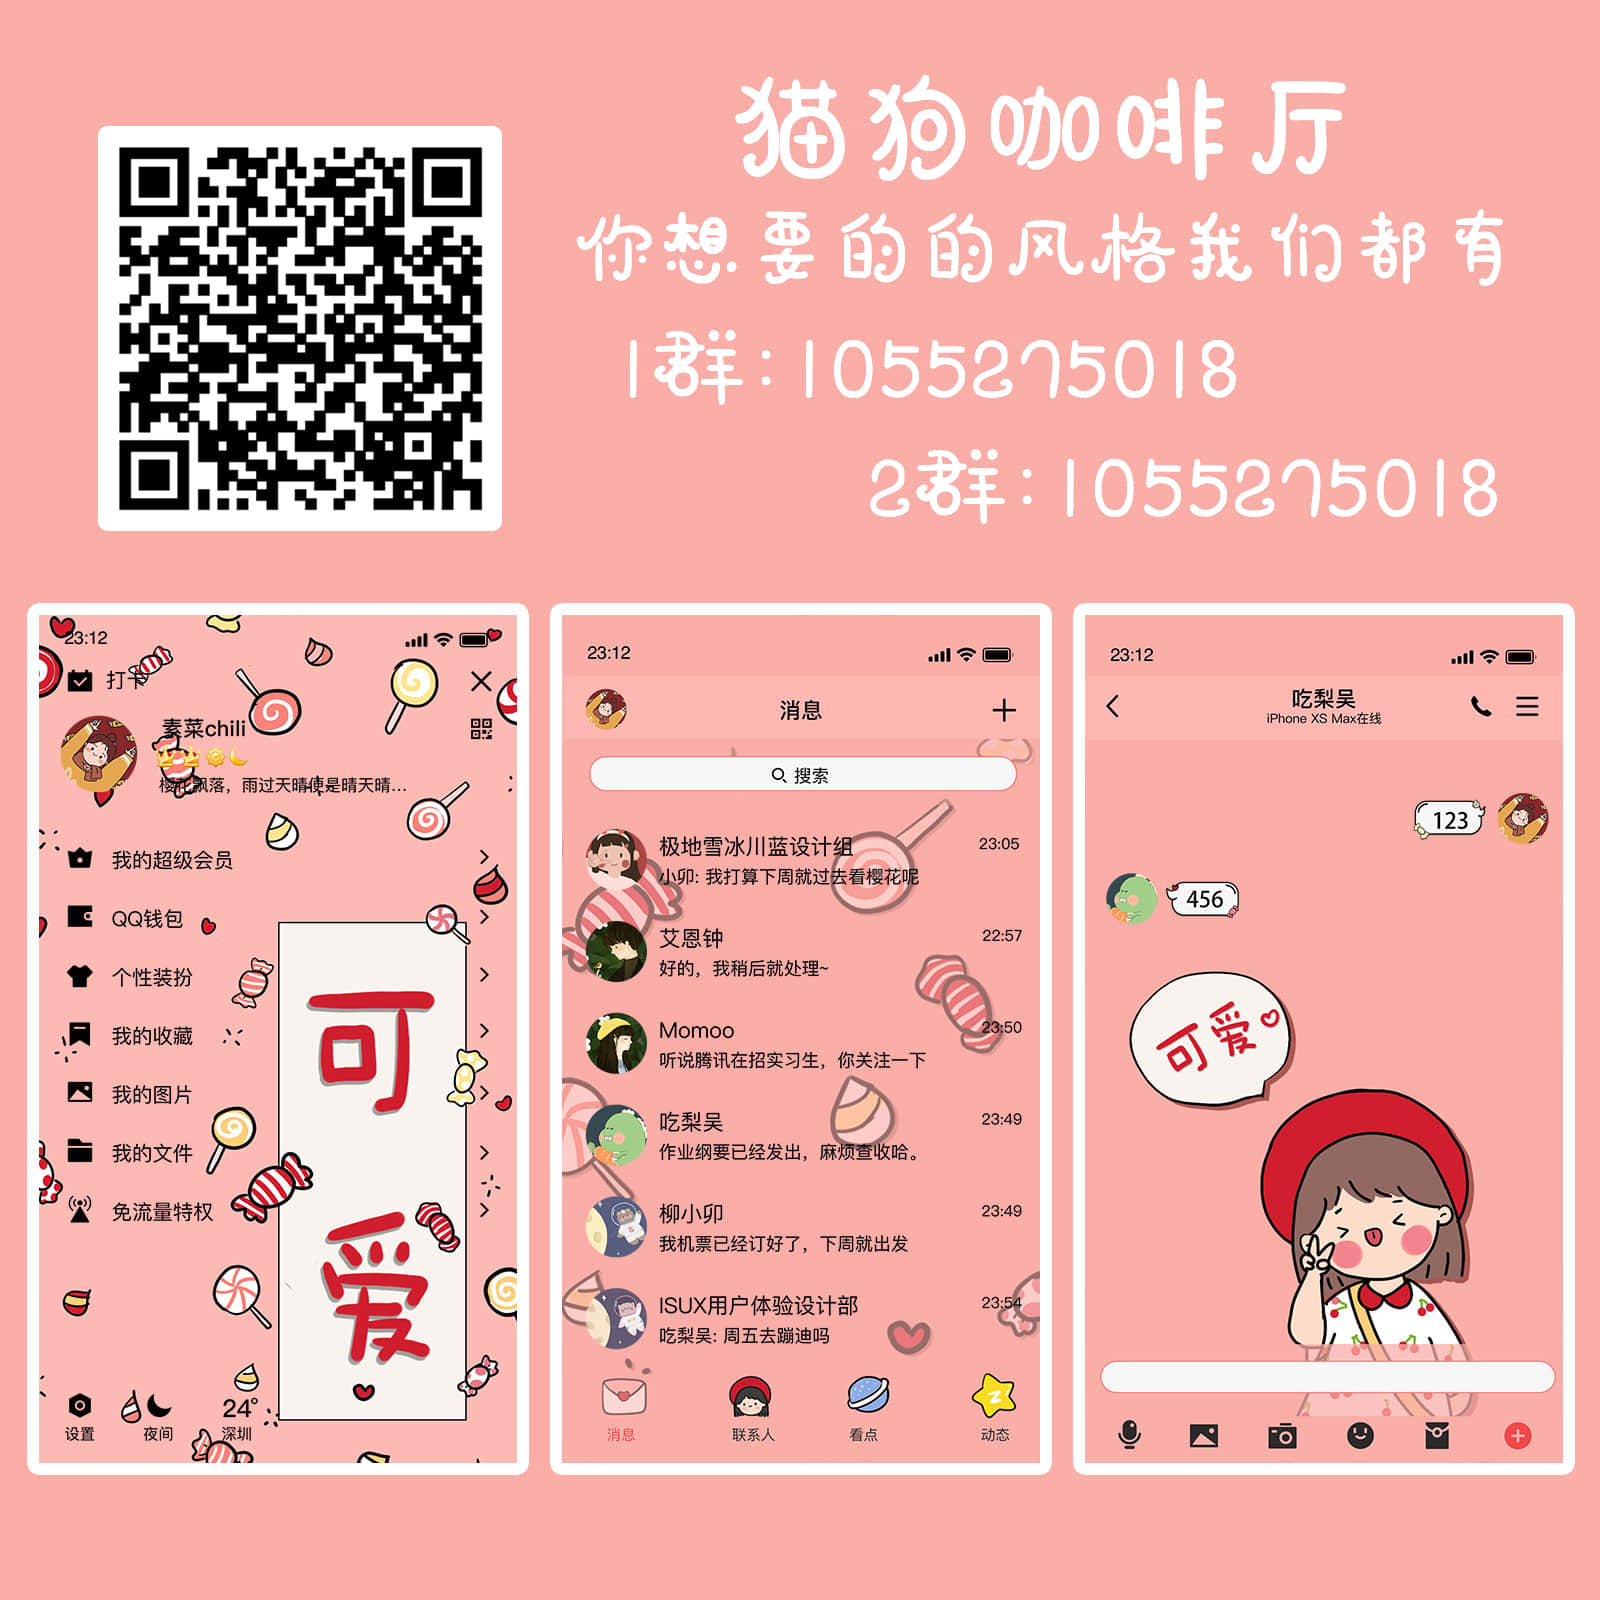 猫狗咖啡厅
你想要的的风格我们都有
1群:1055275018
2群:1055275018
23:12
打卡
素菜chili
樱花飘落，雨过天晴便是晴天晴...
我的超级会员
QQ钱包
个性装扮
我的收藏
我的图片
我的文件
免流量特权
可
爱
24°
设置
夜间
深圳
23:12
消息
搜索
极地雪冰川蓝设计组
23:05
小卯: 我打算下周就过去看樱花呢
艾恩钟
22:57
好的，我稍后就处理~
Momoo
23:50
听说腾讯在招实习生，你关注一下
吃梨吴
23:49
作业纲要已经发出，麻烦查收哈。
柳小卯
23:49
我机票已经订好了，下周就出发
ISUX用户体验设计部
23:54
吃梨吴: 周五去蹦迪吗
消息
联系人
看点
动态
23:12
吃梨吴
iPhone XS Max在线
123
456
可爱